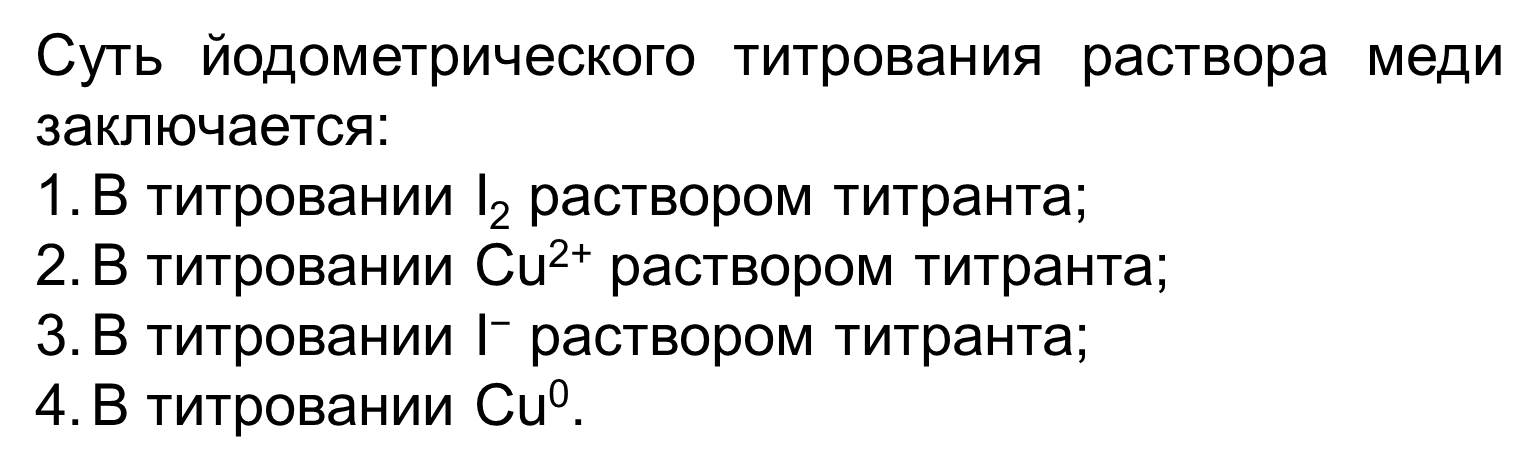 Суть йодометрического титрования раствора меди
заключается:
1. В титровании I₂ раствором титранта;
2. В титровании Cu²⁺ раствором титранта;
3. В титровании I⁻ раствором титранта;
4. В титровании Cu⁰.